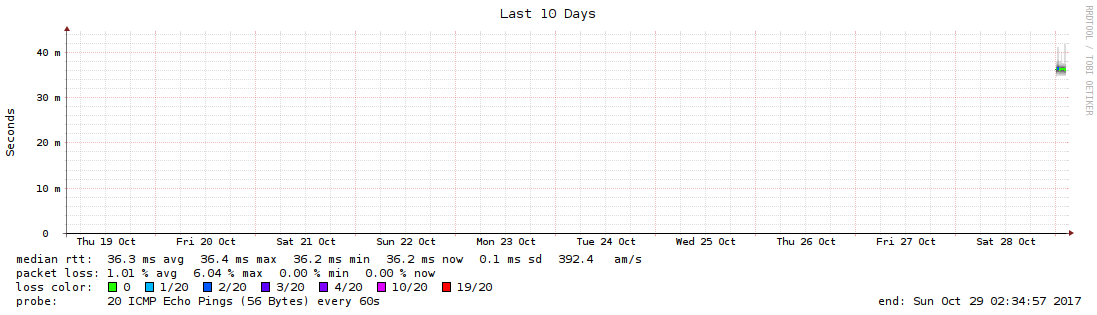 Last 10 Days
RRDTOOL / TOBI OETIKER
Seconds
40 m
30 m
20 m
10 m
0
Thu 19 Oct Fri 20 Oct Sat 21 Oct Sun 22 Oct Mon 23 Oct Tue 24 Oct Wed 25 Oct Thu 26 Oct Fri 27 Oct Sat 28 Oct
median rtt: 36.3 ms avg 36.4 ms max 36.2 ms min 36.2 ms now 0.1 ms sd 392.4 am/s
packet loss: 1.01 % avg 6.04 % max 0.00 % min 0.00 % now
loss color: 0 1/20 2/20 3/20 4/20 10/20 19/20
probe: 20 ICMP Echo Pings (56 Bytes) every 60s end: Sun Oct 29 02:34:57 2017